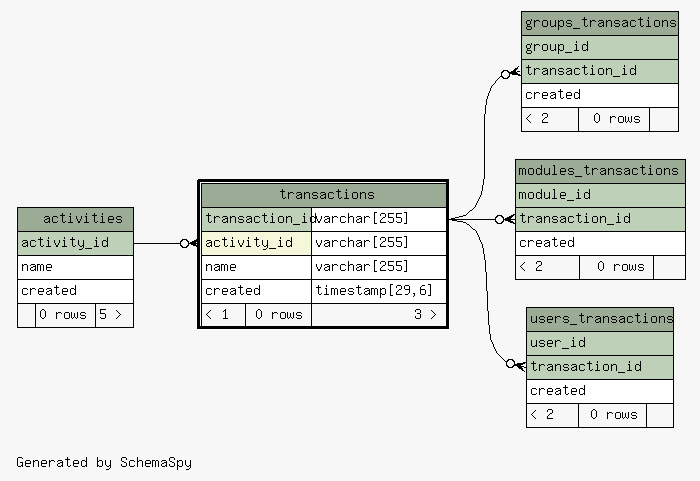 groups_transactions
group_id
transaction_id
created
< 2 0 rows
modules_transactions
module_id
transaction_id
created
< 2 0 rows
activities
activity_id
name
created
0 rows 5 >
transactions
transaction_id varchar[255]
activity_id varchar[255]
name varchar[255]
created timestamp[29,6]
< 1 0 rows 3 >
users_transactions
user_id
transaction_id
created
< 2 0 rows
Generated by SchemaSpy